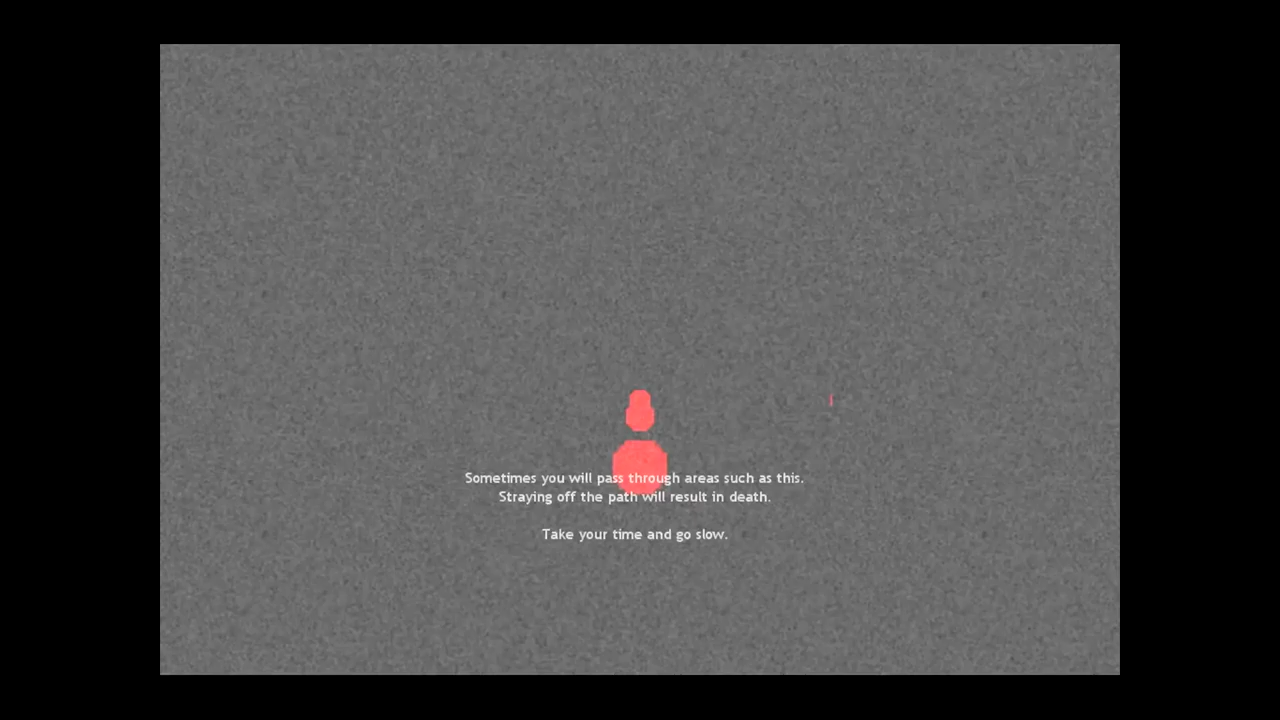 Sometimes you will pass through areas such as this.
Straying off the path will result in death.
Take your time and go slow.